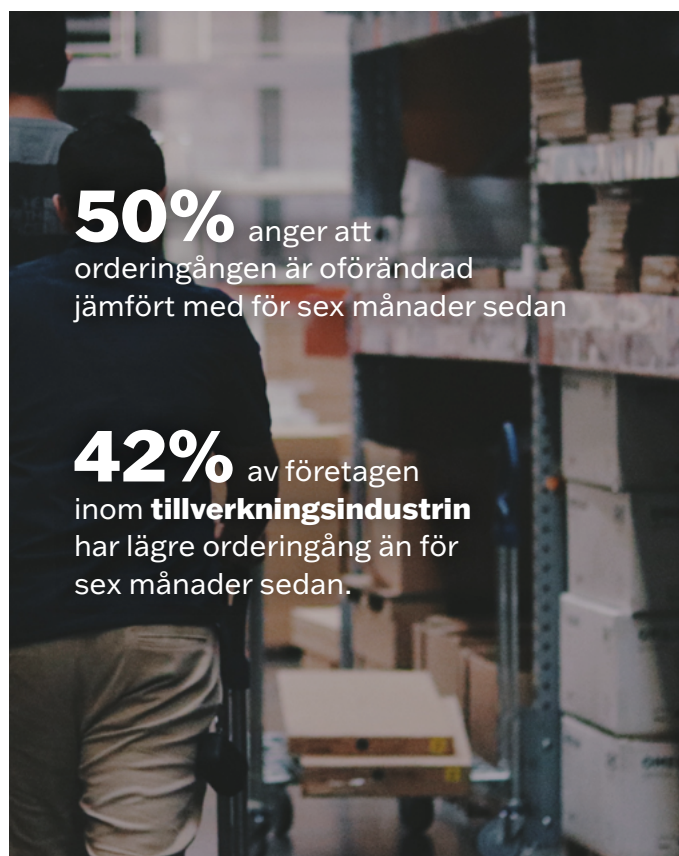 50% anger att
orderingången är oförändrad
jämfört med för sex månader sedan
42% av företagen
inom tillverkningsindustrin
har lägre orderingång än för
sex månader sedan.